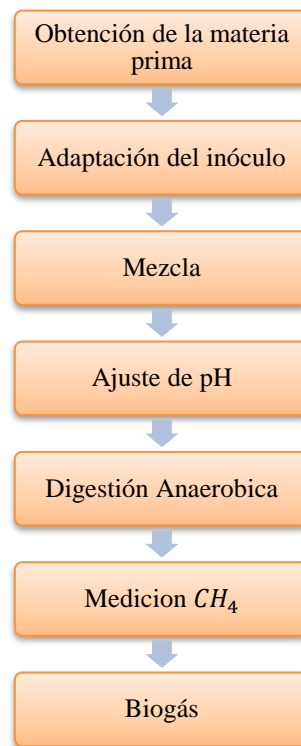 Obtención de la materia
prima
Adaptación del inóculo
Mezcla
Ajuste de pH
Digestión Anaerobica
Medicion CH₄
Biogás